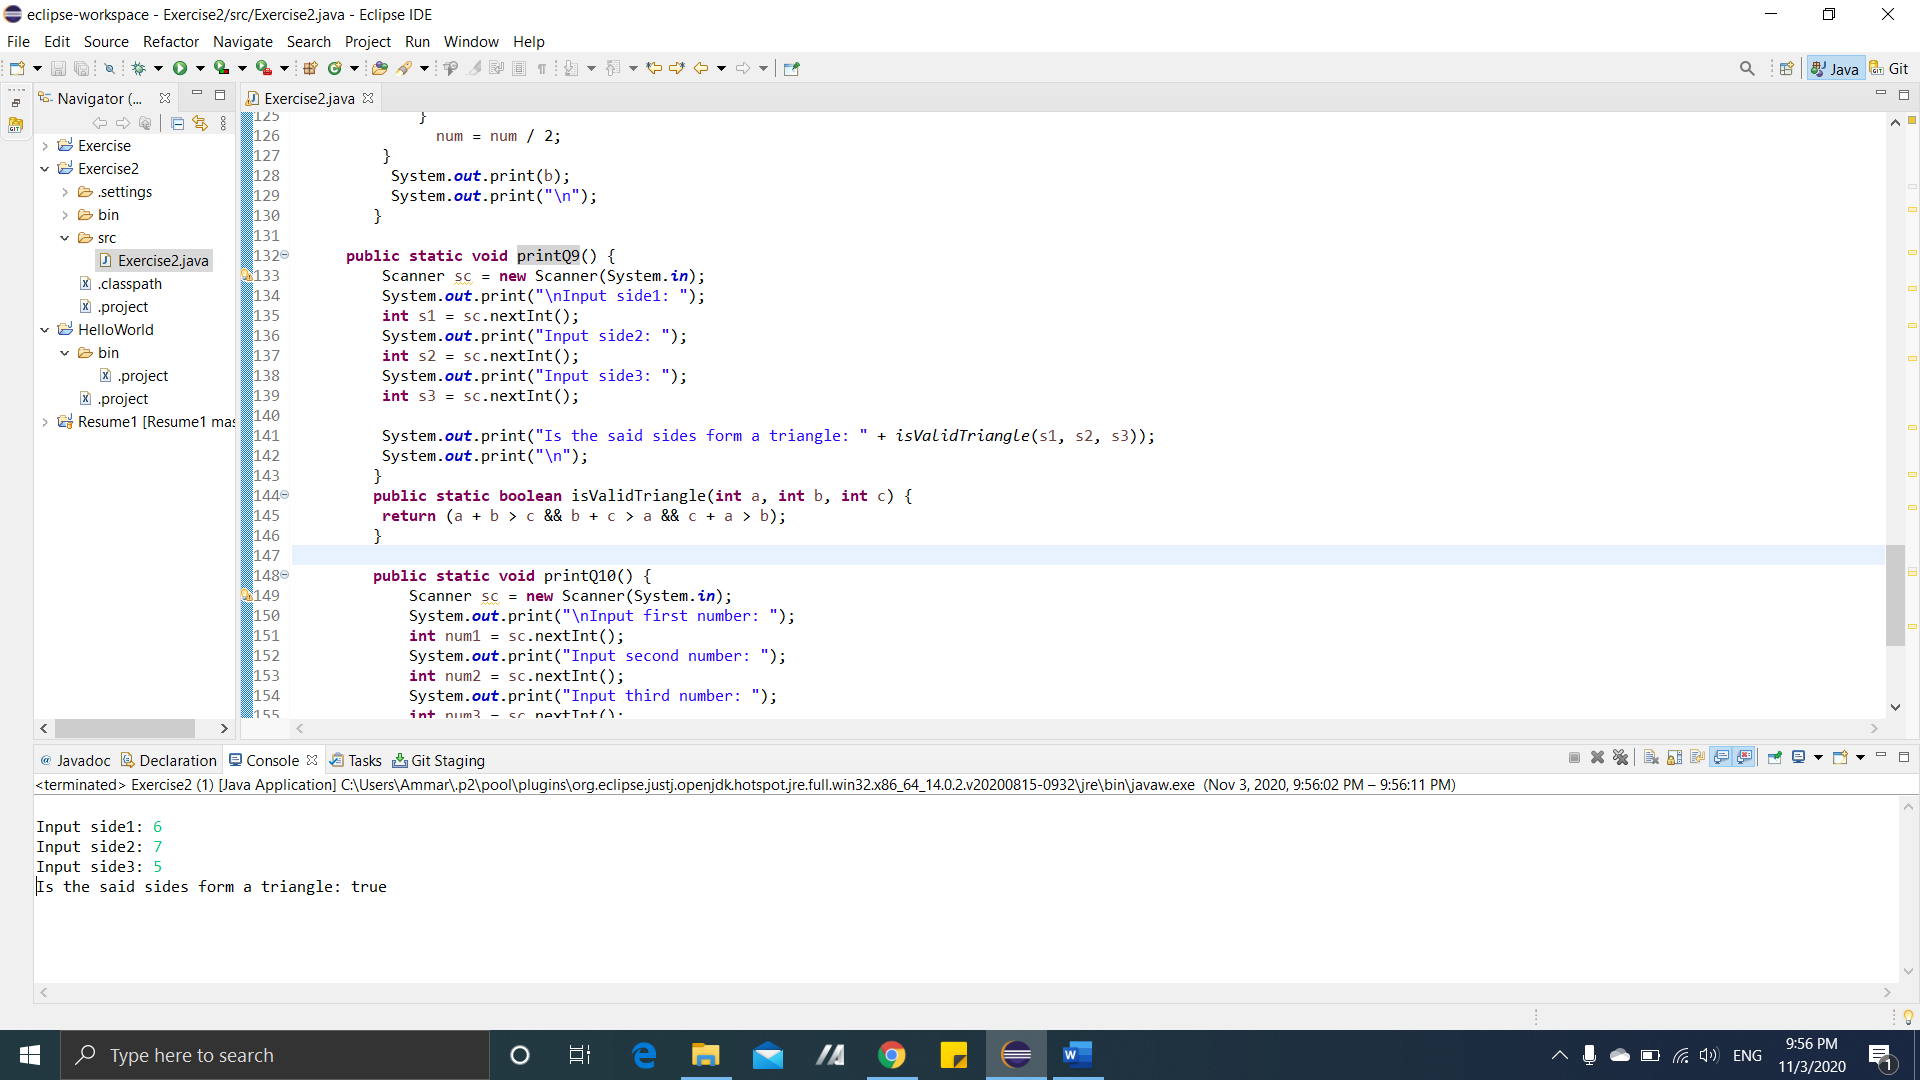 eclipse-workspace - Exercise2/src/Exercise2.java - Eclipse IDE
File Edit Source Refactor Navigate Search Project Run Window Help
Java Git
Navigator (...
Exercise2.java
Exercise
Exercise2
.settings
bin
src
Exercise2.java
.classpath
.project
HelloWorld
bin
.project
.project
Resume1 [Resume1 mas
125 }
126 num = num / 2;
127 }
128 System.out.print(b);
129 System.out.print("\n");
130 }
131
132 public static void printQ9() {
133 Scanner sc = new Scanner(System.in);
134 System.out.print("\nInput side1: ");
135 int s1 = sc.nextInt();
136 System.out.print("Input side2: ");
137 int s2 = sc.nextInt();
138 System.out.print("Input side3: ");
139 int s3 = sc.nextInt();
140
141 System.out.print("Is the said sides form a triangle: " + isValidTriangle(s1, s2, s3));
142 System.out.print("\n");
143 }
144 public static boolean isValidTriangle(int a, int b, int c) {
145 return (a + b > c && b + c > a && c + a > b);
146 }
147
148 public static void printQ10() {
149 Scanner sc = new Scanner(System.in);
150 System.out.print("\nInput first number: ");
151 int num1 = sc.nextInt();
152 System.out.print("Input second number: ");
153 int num2 = sc.nextInt();
154 System.out.print("Input third number: ");
155 int num3 = sc.nextInt();
@ Javadoc Declaration Console Tasks Git Staging
<terminated> Exercise2 (1) [Java Application] C:\Users\Ammar\.p2\pool\plugins\org.eclipse.justj.openjdk.hotspot.jre.full.win32.x86_64_14.0.2.v20200815-0932\jre\bin\javaw.exe (Nov 3, 2020, 9:56:02 PM – 9:56:11 PM)
Input side1: 6
Input side2: 7
Input side3: 5
Is the said sides form a triangle: true
Type here to search
ENG
9:56 PM
11/3/2020
1